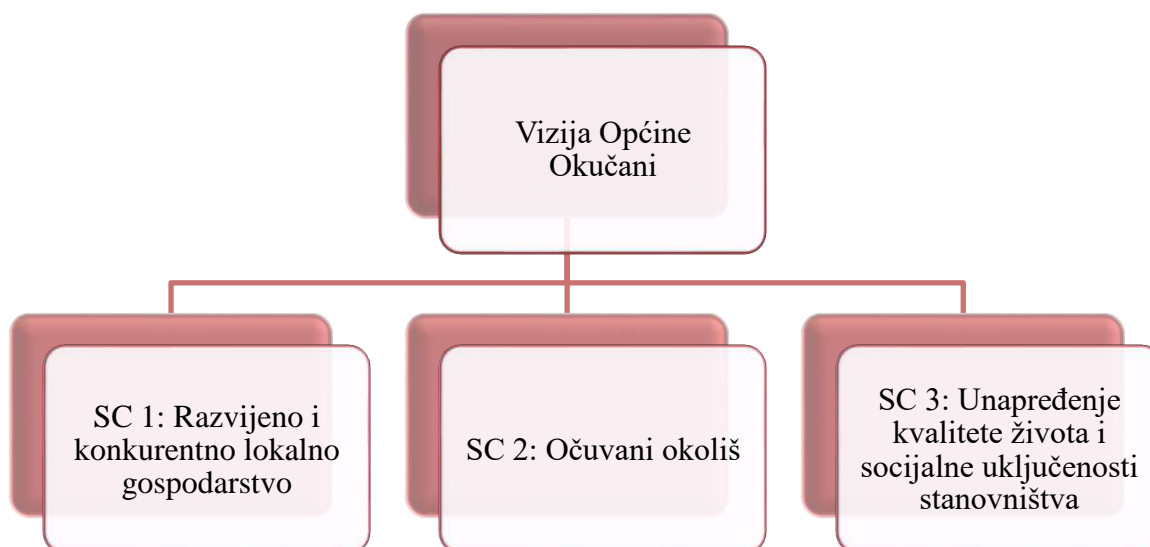 Vizija Općine
Okučani
SC 1: Razvijeno i
konkurentno lokalno
gospodarstvo
SC 2: Očuvani okoliš
SC 3: Unapređenje
kvalitete života i
socijalne uključenosti
stanovništva